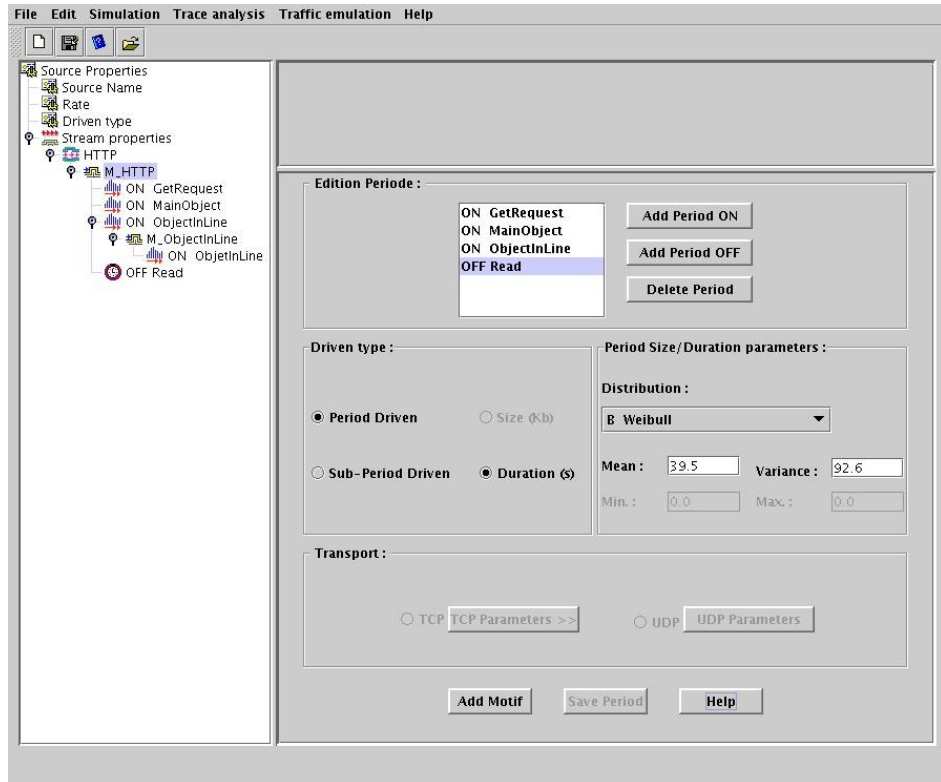 File Edit Simulation Trace analysis Traffic emulation Help
Source Properties
Source Name
Rate
Driven type
Stream properties
HTTP
M_HTTP
ON GetRequest
ON MainObject
ON ObjectInLine
M_ObjectInLine
ON ObjetInLine
OFF Read
Edition Periode :
ON GetRequest
ON MainObject
ON ObjectInLine
OFF Read
Add Period ON
Add Period OFF
Delete Period
Driven type :
Period Driven
Size (Kb)
Sub-Period Driven
Duration (s)
Period Size/Duration parameters :
Distribution :
B Weibull
Mean : 39.5 Variance : 92.6
Min. : 0.0 Max. : 0.0
Transport :
TCP TCP Parameters >> UDP UDP Parameters
Add Motif Save Period Help